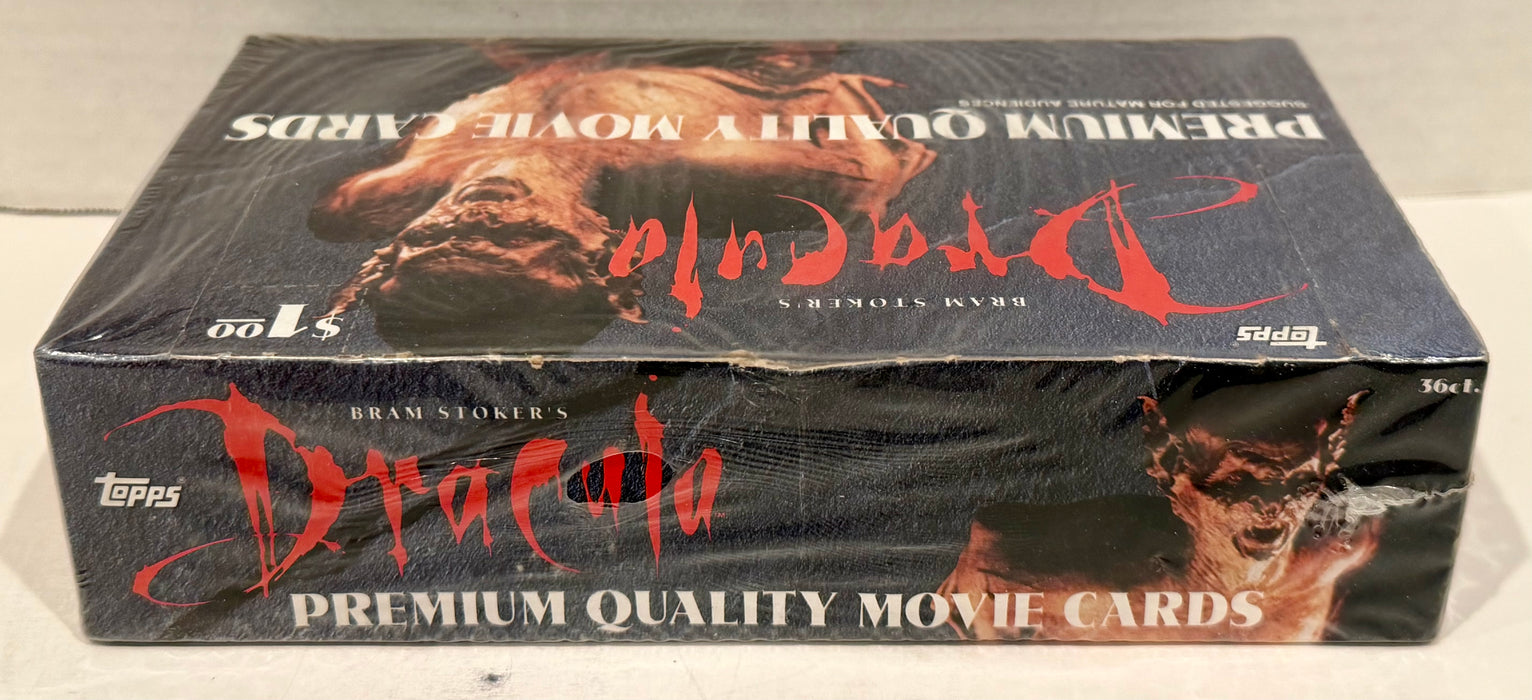 PREMIUM QUALITY MOVIE CARDS
SUGGESTED FOR MATURE AUDIENCES
Dracula
BRAM STOKER'S
$1.00
TOPPS
36ct.
BRAM STOKER'S
Dracula
TOPPS
PREMIUM QUALITY MOVIE CARDS